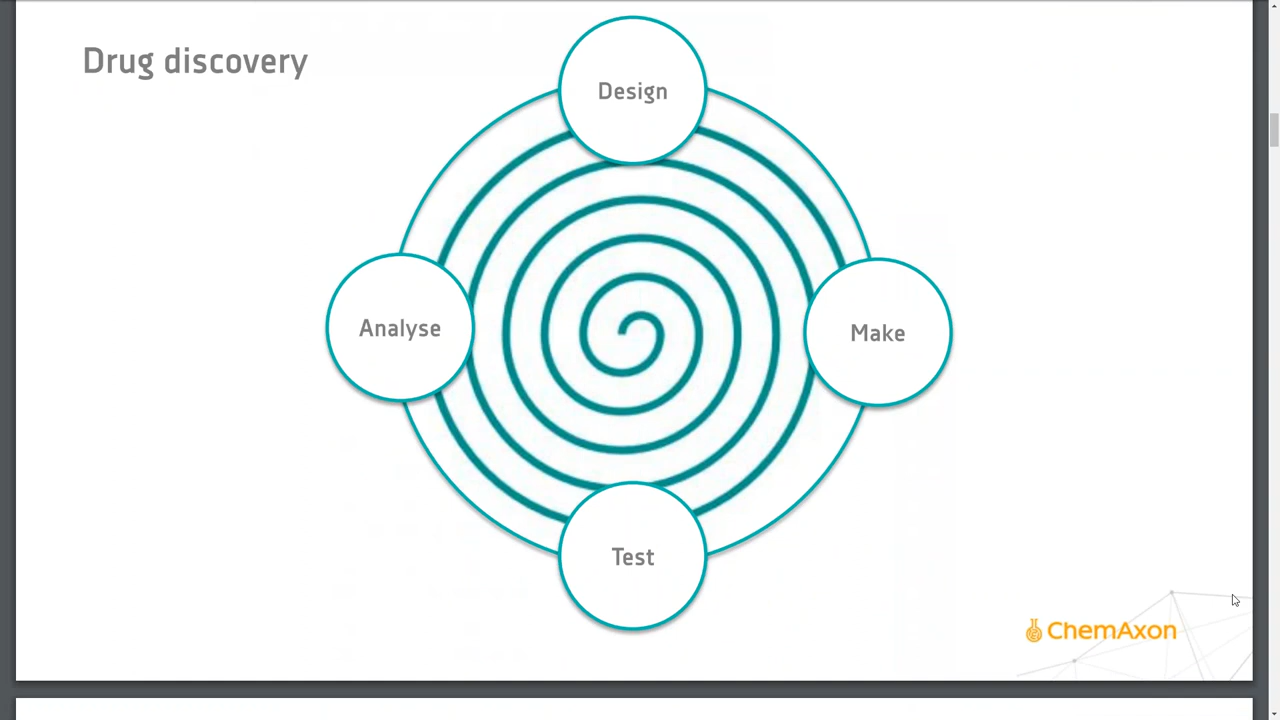 Drug discovery
Design
Analyse
Make
Test
ChemAxon